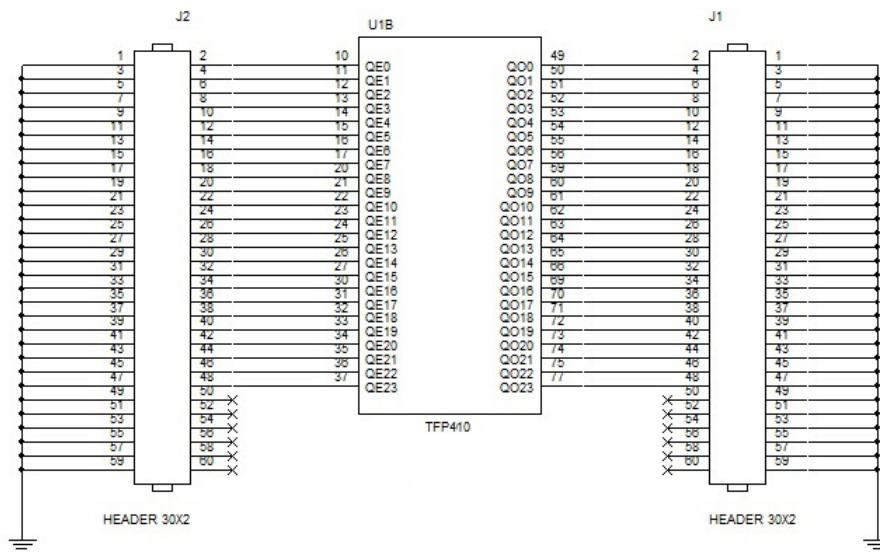 J2 U1B J1
1 2 10 QE0 QO0 49 2 1
3 4 11 QE1 QO1 50 4 3
5 6 12 QE2 QO2 51 6 5
7 8 13 QE3 QO3 52 8 7
9 10 14 QE4 QO4 53 10 9
11 12 15 QE5 QO5 54 12 11
13 14 16 QE6 QO6 55 14 13
15 16 17 QE7 QO7 56 16 15
17 18 20 QE8 QO8 59 18 17
19 20 21 QE9 QO9 60 20 19
21 22 22 QE10 QO10 61 22 21
23 24 23 QE11 QO11 62 24 23
25 26 24 QE12 QO12 63 26 25
27 28 25 QE13 QO13 64 28 27
29 30 26 QE14 QO14 65 30 29
31 32 27 QE15 QO15 66 32 31
33 34 30 QE16 QO16 69 34 33
35 36 31 QE17 QO17 70 36 35
37 38 32 QE18 QO18 71 38 37
39 40 33 QE19 QO19 72 40 39
41 42 34 QE20 QO20 73 42 41
43 44 35 QE21 QO21 74 44 43
45 46 36 QE22 QO22 75 46 45
47 48 37 QE23 QO23 77 48 47
49 50 50 49
51 52 52 51
53 54 54 53
55 56 56 55
57 58 58 57
59 60 60 59
TFP410
HEADER 30X2 HEADER 30X2